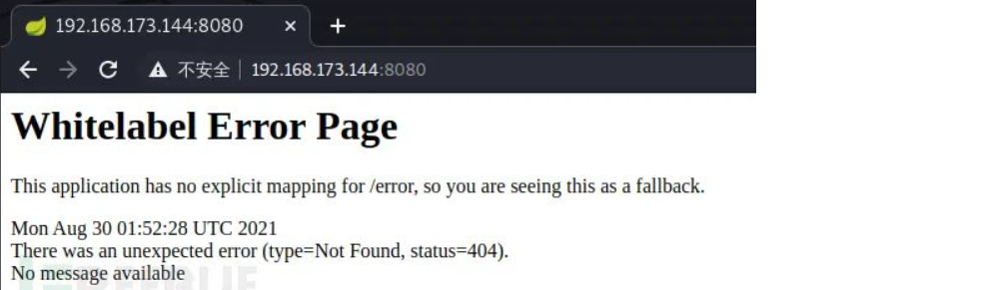 192.168.173.144:8080
不安全 192.168.173.144:8080
Whitelabel Error Page
This application has no explicit mapping for /error, so you are seeing this as a fallback.
Mon Aug 30 01:52:28 UTC 2021
There was an unexpected error (type=Not Found, status=404).
No message available